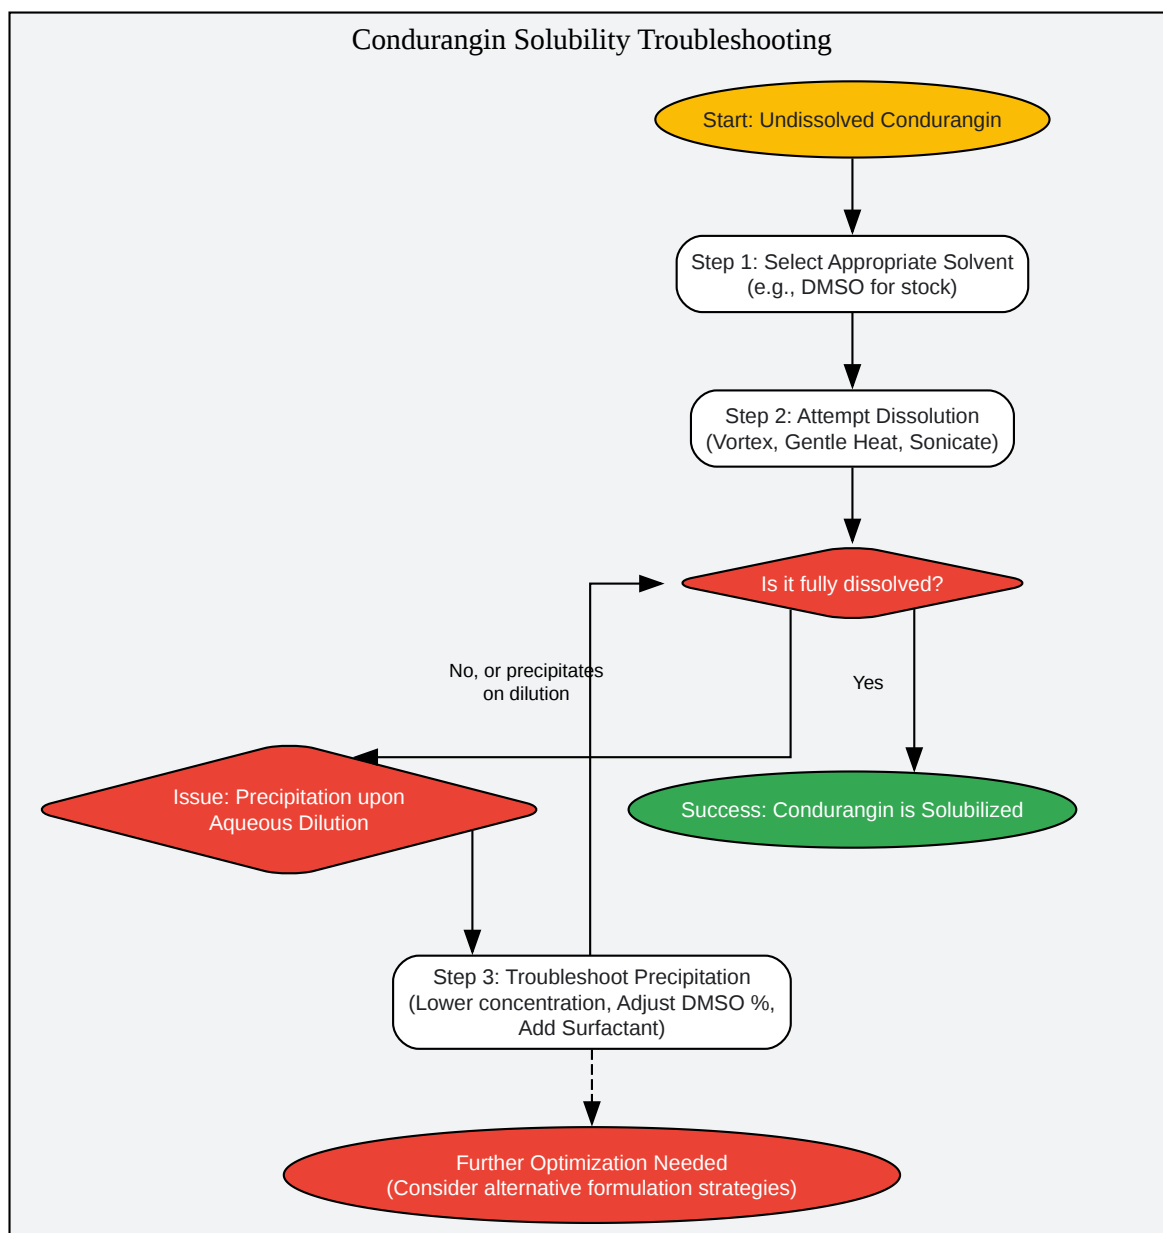 Condurangin Solubility Troubleshooting
Start: Undissolved Condurangin
Step 1: Select Appropriate Solvent
(e.g., DMSO for stock)
Step 2: Attempt Dissolution
(Vortex, Gentle Heat, Sonicate)
Is it fully dissolved?
No, or precipitates
on dilution
Yes
Issue: Precipitation upon
Aqueous Dilution
Success: Condurangin is Solubilized
Step 3: Troubleshoot Precipitation
(Lower concentration, Adjust DMSO %,
Add Surfactant)
Further Optimization Needed
(Consider alternative formulation strategies)